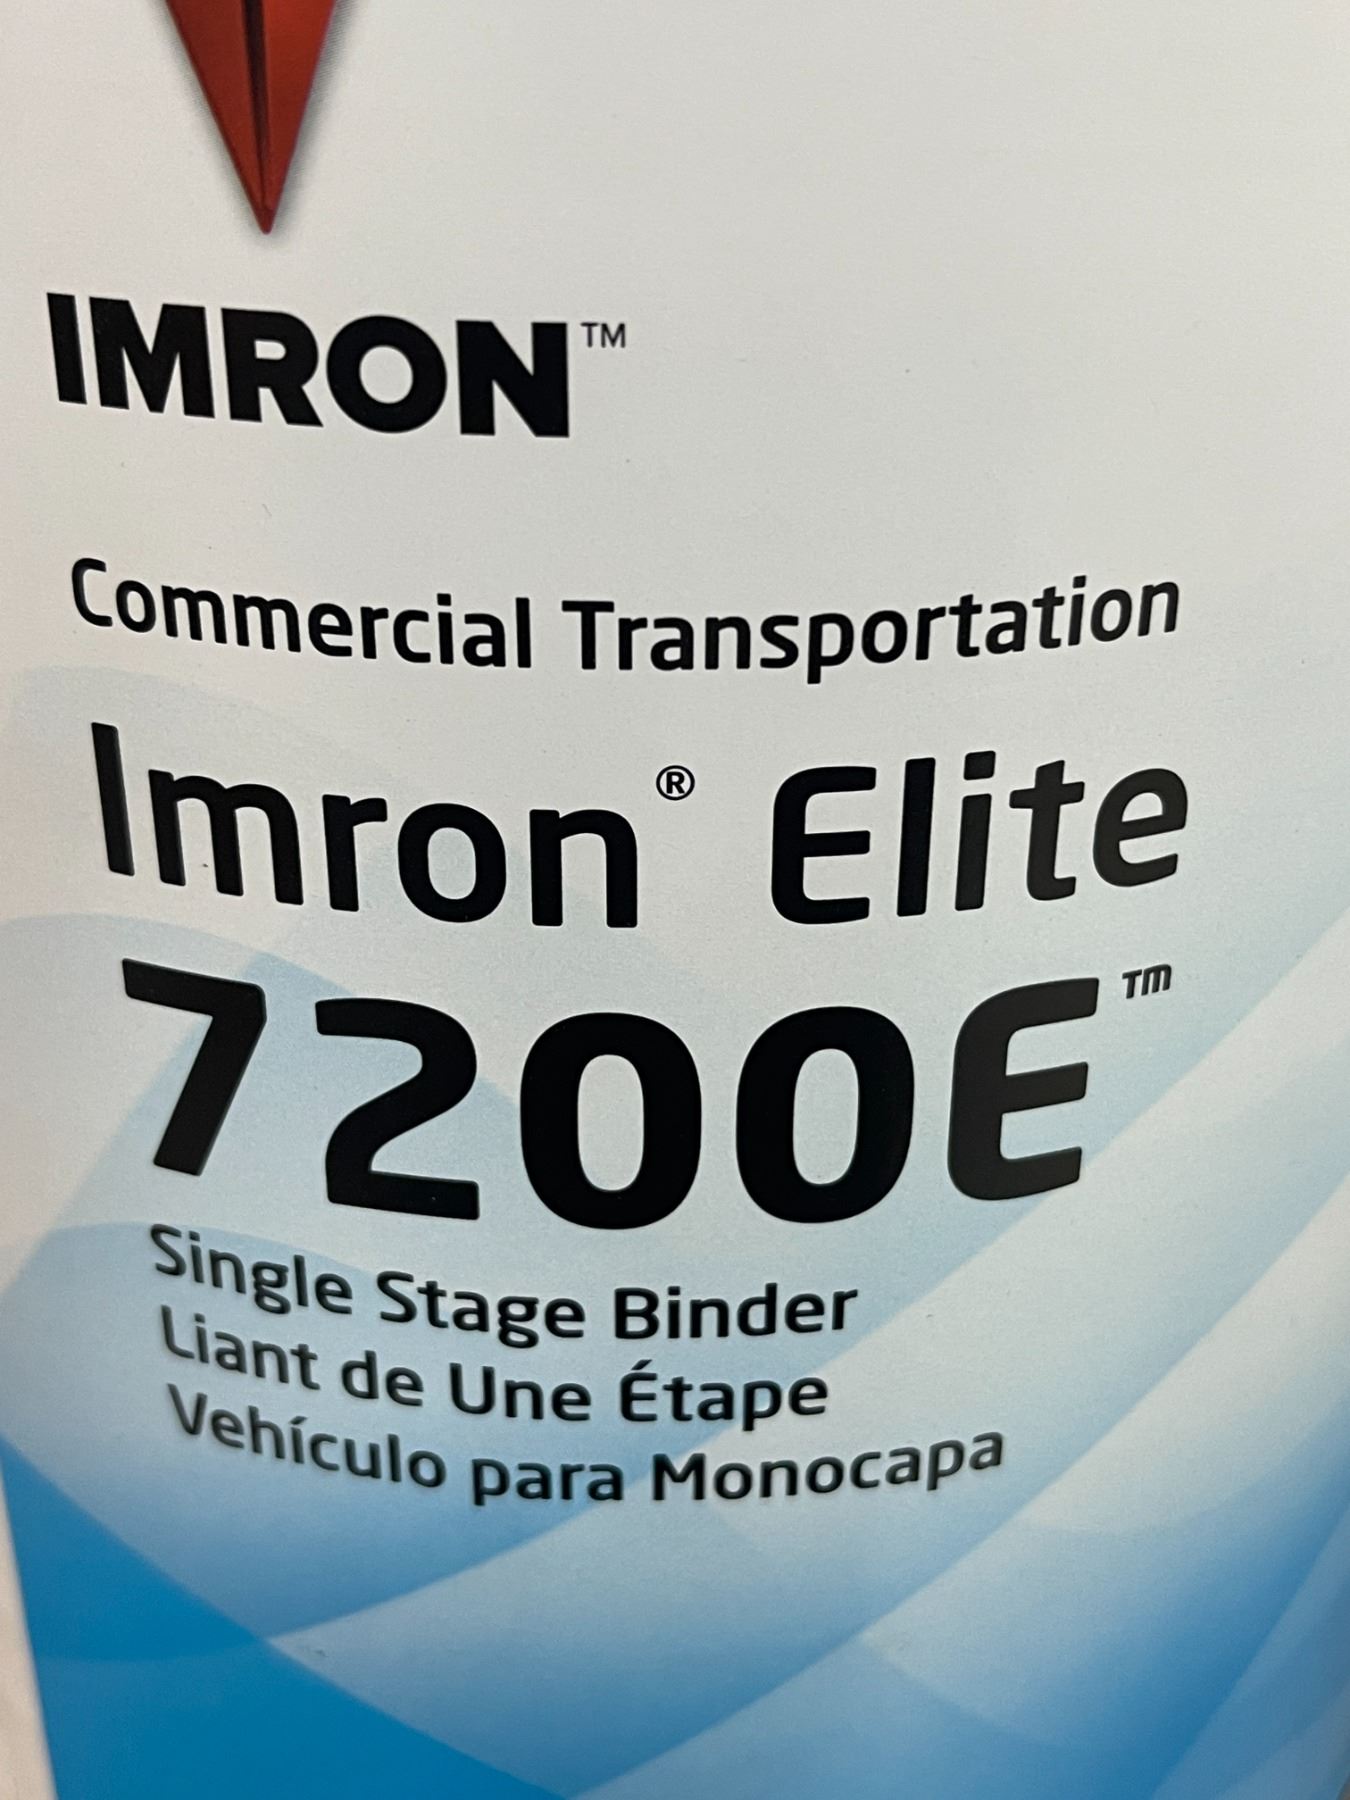 IMRON™
Commercial Transportation
Imron® Elite
7200E™
Single Stage Binder
Liant de Une Étape
Vehículo para Monocapa